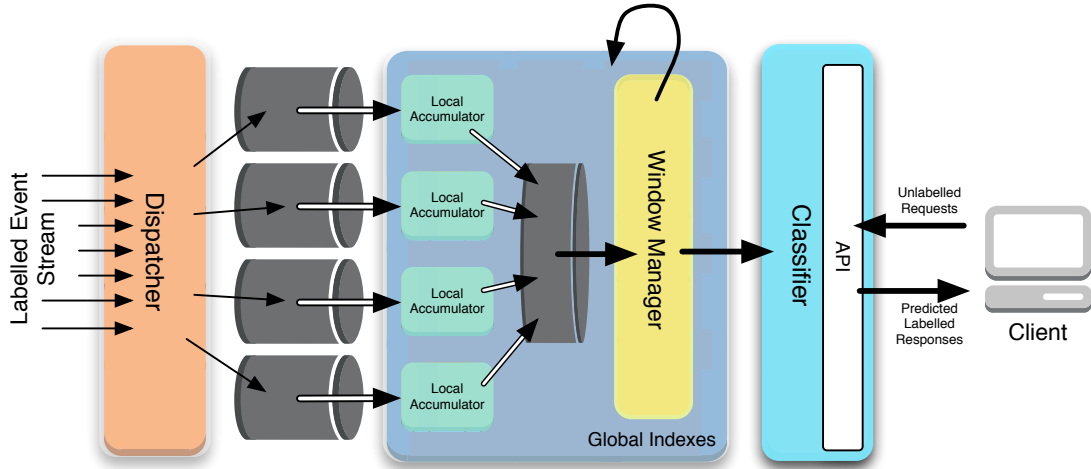 Labelled Event
Stream
Dispatcher
Local
Accumulator
Local
Accumulator
Local
Accumulator
Local
Accumulator
Window Manager
Global Indexes
Classifier
API
Unlabelled
Requests
Predicted
Labelled
Responses
Client